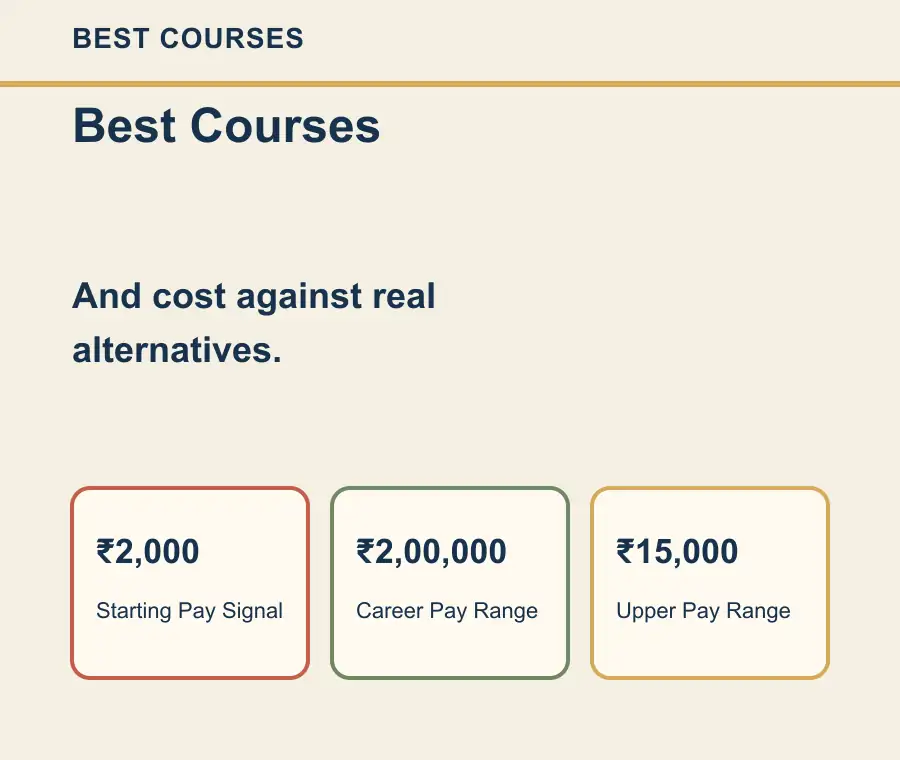 BEST COURSES
Best Courses
And cost against real
alternatives.
₹2,000
Starting Pay Signal
₹2,00,000
Career Pay Range
₹15,000
Upper Pay Range